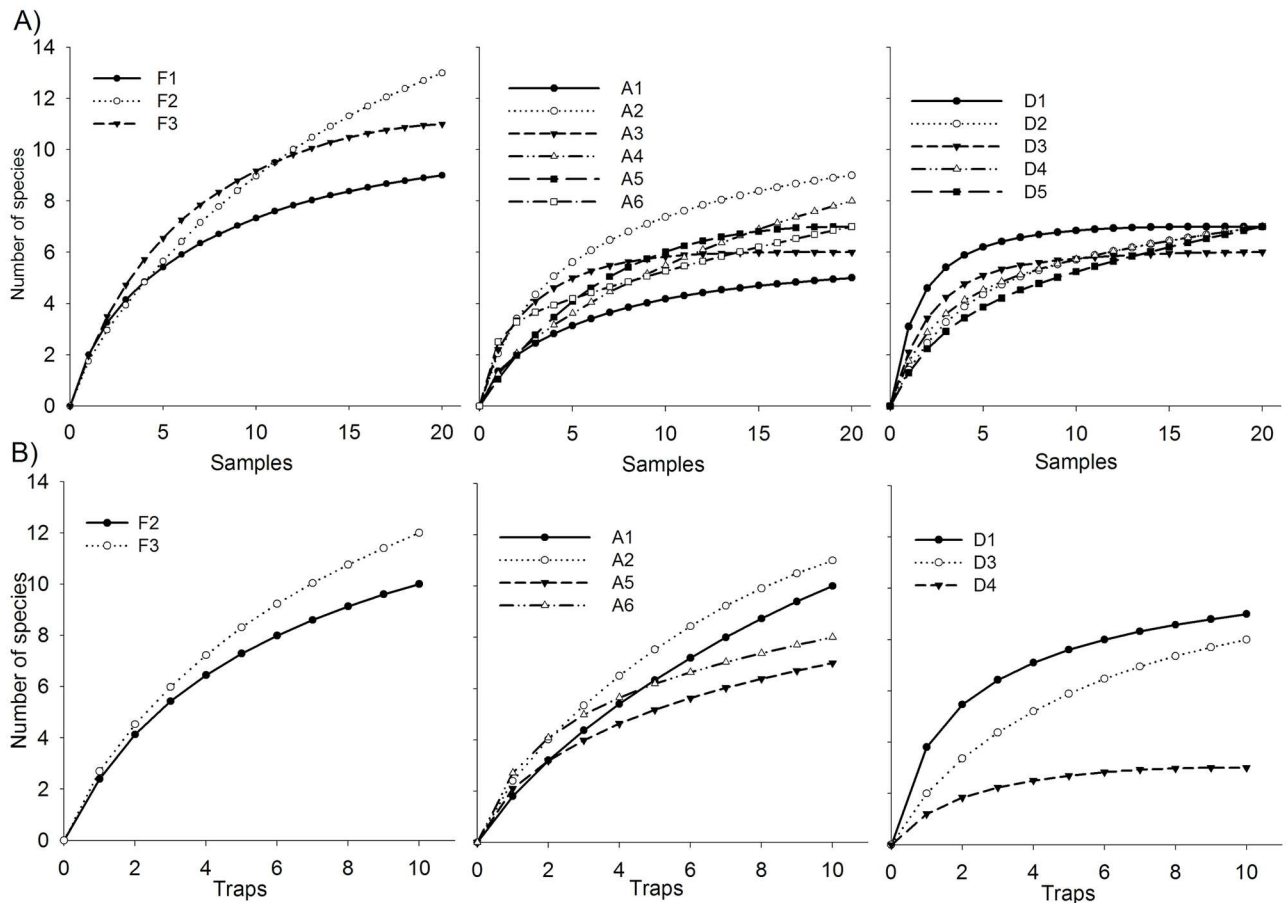 A)
Number of species
14
12
10
8
6
4
2
0
F1
F2
F3
0 5 10 15 20
Samples
A1
A2
A3
A4
A5
A6
0 5 10 15 20
Samples
D1
D2
D3
D4
D5
0 5 10 15 20
Samples
B)
Number of species
14
12
10
8
6
4
2
0
F2
F3
0 2 4 6 8 10
Traps
A1
A2
A5
A6
0 2 4 6 8 10
Traps
D1
D3
D4
0 2 4 6 8 10
Traps